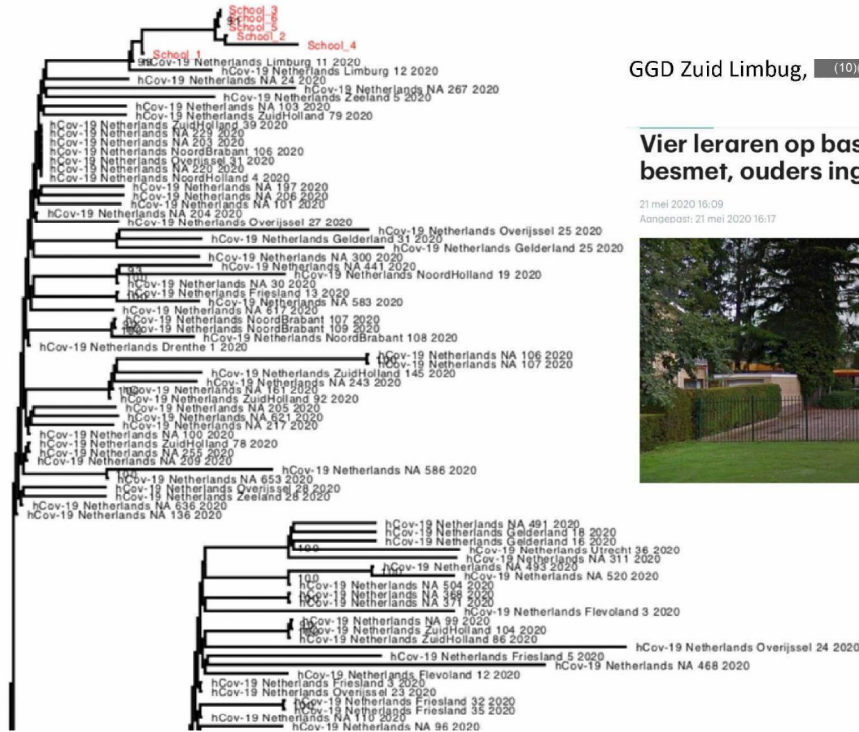 School_3
School_6
91
School_5
School_2
School_4
School_1
99
hCov-19 Netherlands Limburg 11 2020
hCov-19 Netherlands Limburg 12 2020
hCov-19 Netherlands NA 24 2020
hCov-19 Netherlands NA 267 2020
hCov-19 Netherlands Zeeland 5 2020
hCov-19 Netherlands NA 103 2020
hCov-19 Netherlands ZuidHolland 79 2020
hCov-19 Netherlands ZuidHolland 39 2020
hCov-19 Netherlands NA 229 2020
hCov-19 Netherlands NA 203 2020
hCov-19 Netherlands NoordBrabant 106 2020
hCov-19 Netherlands Overijssel 31 2020
hCov-19 Netherlands NA 220 2020
hCov-19 Netherlands NoordHolland 4 2020
hCov-19 Netherlands NA 197 2020
hCov-19 Netherlands NA 206 2020
hCov-19 Netherlands NA 101 2020
hCov-19 Netherlands NA 204 2020
hCov-19 Netherlands Overijssel 27 2020
hCov-19 Netherlands Overijssel 25 2020
hCov-19 Netherlands Gelderland 31 2020
hCov-19 Netherlands Gelderland 25 2020
hCov-19 Netherlands NA 300 2020
hCov-19 Netherlands NA 441 2020
93
hCov-19 Netherlands NoordHolland 19 2020
100
hCov-19 Netherlands NA 30 2020
hCov-19 Netherlands Friesland 13 2020
100
hCov-19 Netherlands NA 583 2020
hCov-19 Netherlands NA 617 2020
hCov-19 Netherlands NoordBrabant 107 2020
hCov-19 Netherlands NoordBrabant 109 2020
hCov-19 Netherlands NoordBrabant 108 2020
hCov-19 Netherlands Drenthe 1 2020
hCov-19 Netherlands NA 106 2020
100
hCov-19 Netherlands NA 107 2020
hCov-19 Netherlands ZuidHolland 145 2020
hCov-19 Netherlands NA 243 2020
hCov-19 Netherlands NA 161 2020
hCov-19 Netherlands ZuidHolland 92 2020
hCov-19 Netherlands NA 205 2020
hCov-19 Netherlands NA 621 2020
hCov-19 Netherlands NA 217 2020
hCov-19 Netherlands NA 100 2020
hCov-19 Netherlands ZuidHolland 78 2020
hCov-19 Netherlands NA 255 2020
hCov-19 Netherlands NA 209 2020
hCov-19 Netherlands NA 586 2020
100
hCov-19 Netherlands NA 653 2020
hCov-19 Netherlands Overijssel 28 2020
hCov-19 Netherlands Zeeland 28 2020
hCov-19 Netherlands NA 636 2020
hCov-19 Netherlands NA 136 2020
hCov-19 Netherlands NA 491 2020
hCov-19 Netherlands Gelderland 18 2020
hCov-19 Netherlands Gelderland 16 2020
100
hCov-19 Netherlands Utrecht 36 2020
hCov-19 Netherlands NA 311 2020
hCov-19 Netherlands NA 493 2020
100
hCov-19 Netherlands NA 520 2020
100
hCov-19 Netherlands NA 504 2020
hCov-19 Netherlands NA 368 2020
100
hCov-19 Netherlands NA 371 2020
hCov-19 Netherlands Flevoland 3 2020
hCov-19 Netherlands NA 99 2020
hCov-19 Netherlands ZuidHolland 104 2020
hCov-19 Netherlands ZuidHolland 86 2020
hCov-19 Netherlands Overijssel 24 2020
hCov-19 Netherlands Friesland 5 2020
hCov-19 Netherlands NA 468 2020
hCov-19 Netherlands Flevoland 12 2020
hCov-19 Netherlands Friesland 3 2020
hCov-19 Netherlands Overijssel 23 2020
hCov-19 Netherlands Friesland 32 2020
100
hCov-19 Netherlands Friesland 35 2020
hCov-19 Netherlands NA 110 2020
hCov-19 Netherlands NA 96 2020
GGD Zuid Limbug, (10)(
Vier leraren op bas
besmet, ouders ing
21 mei 2020 16:09
Aangepast: 21 mei 2020 16:17